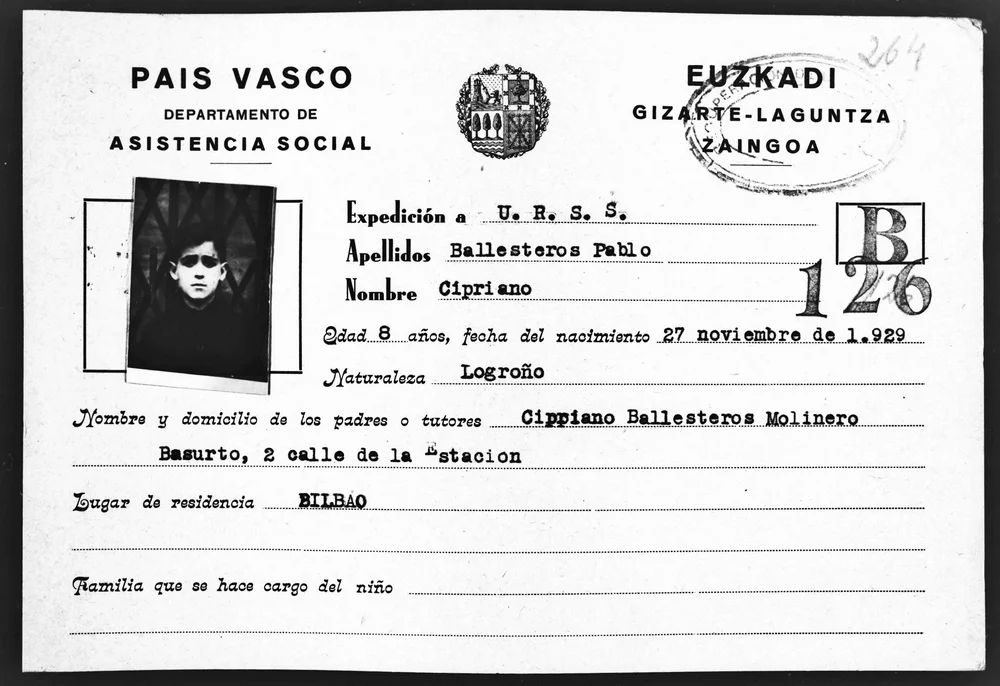 264
PAIS VASCO
DEPARTAMENTO DE
ASISTENCIA SOCIAL
EUZKADI
GIZARTE-LAGUNTZA
ZAINGOA
Expedición a U. R. S. S.
B
Apellidos Ballesteros Pablo
126
Nombre Cipriano
Edad 8 años, fecha del nacimiento 27 noviembre de 1.929
Naturaleza Logroño
Nombre y domicilio de los padres o tutores Cipriano Ballesteros Molinero
Basurto, 2 calle de la Estacion
Lugar de residencia BILBAO
Familia que se hace cargo del niño